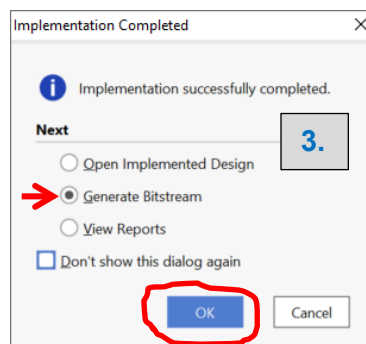 Implementation Completed
Implementation successfully completed.
Next
3.
Open Implemented Design
Generate Bitstream
View Reports
Don't show this dialog again
OK
Cancel